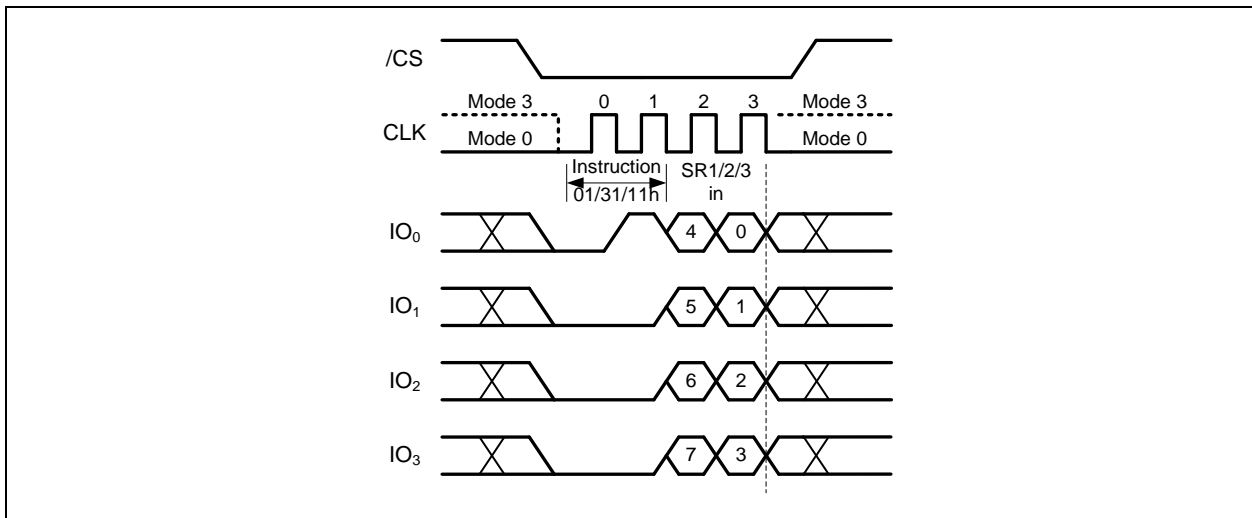 /CS
Mode 3 0 1 2 3 Mode 3
CLK
Mode 0 Mode 0
Instruction SR1/2/3
01/31/11h in
IO₀ 4 0
IO₁ 5 1
IO₂ 6 2
IO₃ 7 3